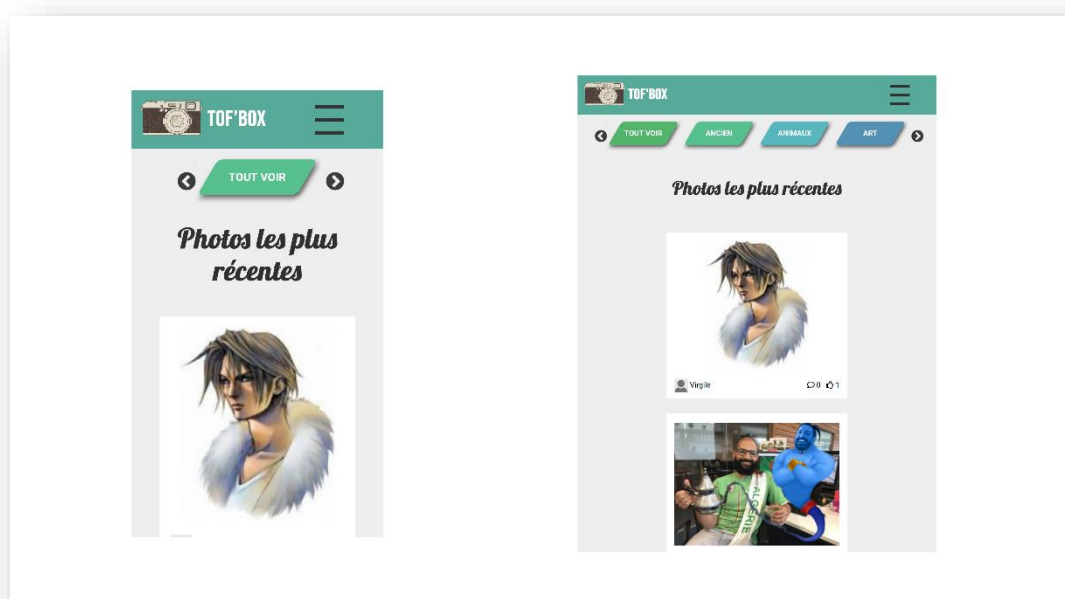 TOF'BOX
TOUT VOIR
Photos les plus
récentes
TOF'BOX
TOUT VOIR
ANCIEN
ANIMAUX
ART
Photos les plus récentes
Virgile
0
1
ALGERIE